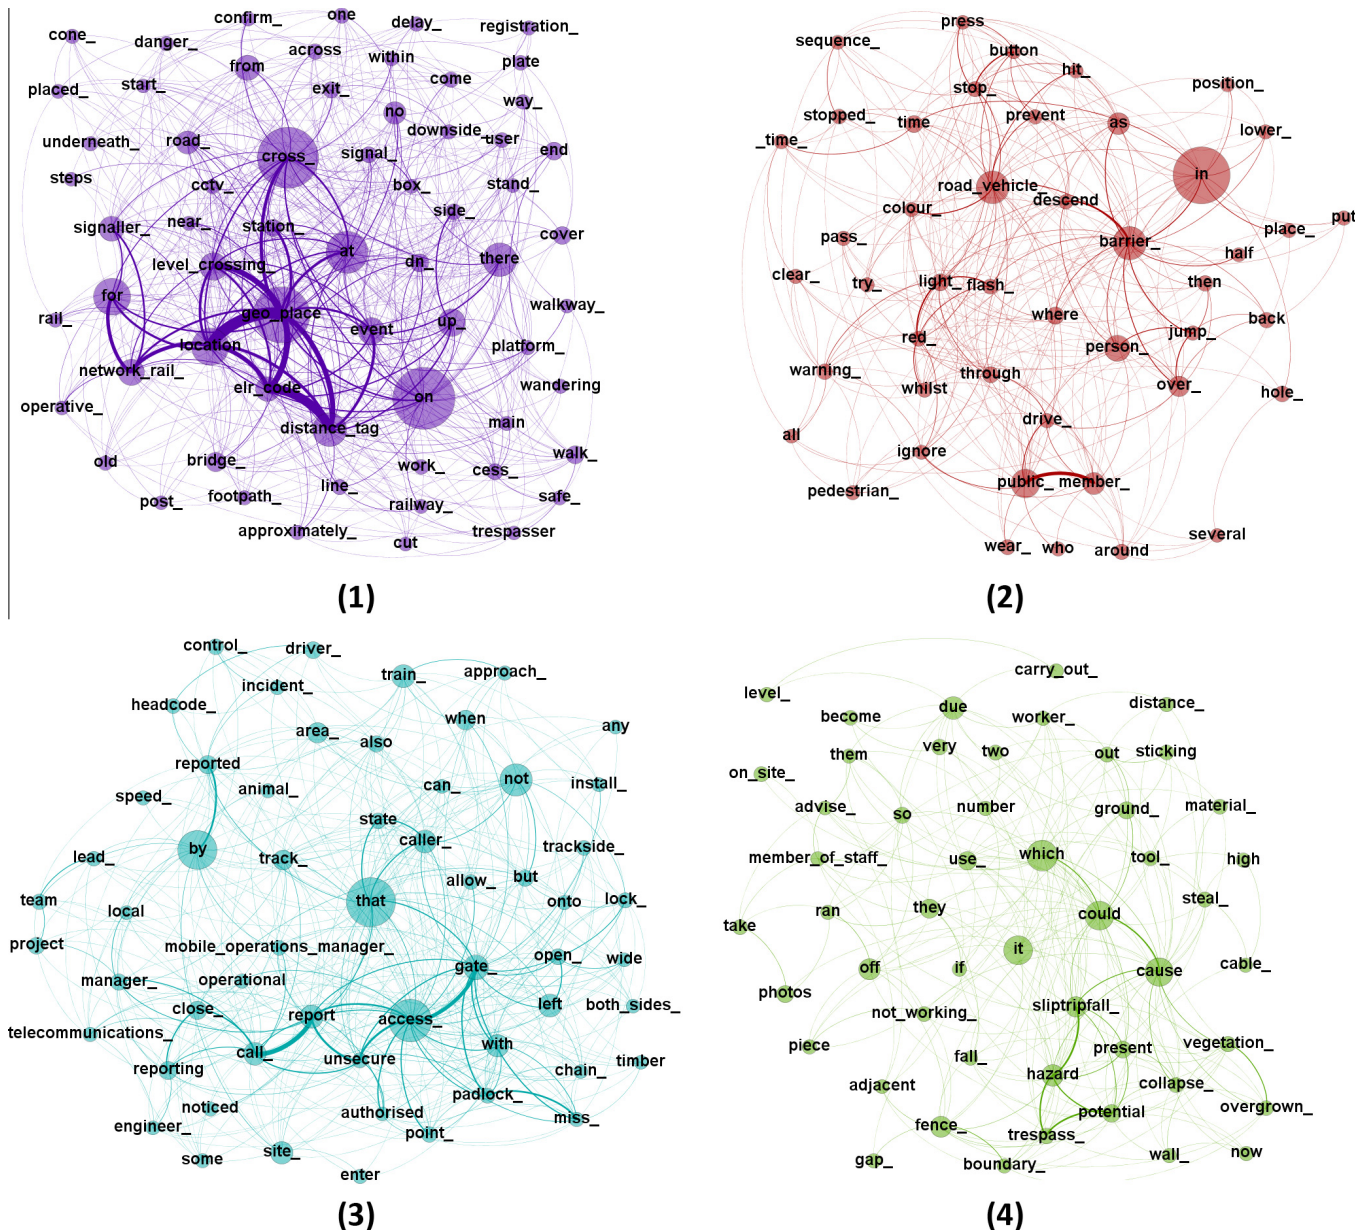 confirm_
one
cone_
danger_
across
delay_
registration_
from
within
plate
placed_
start_
exit_
come
way_
no
underneath_
road_
cross_
signal_
downside_
user
end
steps
cctv_
box_
stand_
signaller_
near_
station_
side_
cover
level_crossing_
at
dn_
there
for
geo_place
walkway_
rail_
location
event
up_
network_rail_
platform_
elr_code
on
wandering
operative_
distance_tag
main
old
bridge_
work_
cess_
walk_
post_
footpath_
line_
railway_
safe_
approximately_
cut
trespasser
(1)
press
sequence_
button
hit_
stop_
position_
stopped_
time
prevent
as
lower_
_time_
road_vehicle_
in
colour_
descend
put
pass_
barrier_
place_
half
clear_
try_
light_
flash_
then
red_
where
person_
jump_
back
warning_
whilst
through
over_
hole_
all
ignore
drive_
pedestrian_
public_
member_
several
wear_
who
around
(2)
control_
driver_
train_
approach_
headcode_
incident_
when
any
area_
also
reported
not
speed_
animal_
can_
install_
state
by
caller_
trackside_
lead_
track_
allow_
but
team
local
that
onto
lock_
project
mobile_operations_manager_
open_
wide
manager_
operational
gate_
close_
report
access_
left
both_sides_
telecommunications_
call_
unsecure
with
timber
reporting
chain_
noticed
authorised
padlock_
miss_
engineer_
point_
some
site_
enter
(3)
carry_out_
level_
become
due
worker_
distance_
them
very
two
out
sticking
on_site_
advise_
so
number
ground_
material_
member_of_staff_
use_
which
tool_
high
take
ran
they
could
steal_
it
off
if
cause
cable_
photos
not_working_
sliptripfall_
piece
fall_
present
vegetation_
adjacent
hazard
collapse_
potential
overgrown_
fence_
trespass_
gap_
boundary_
wall_
now
(4)